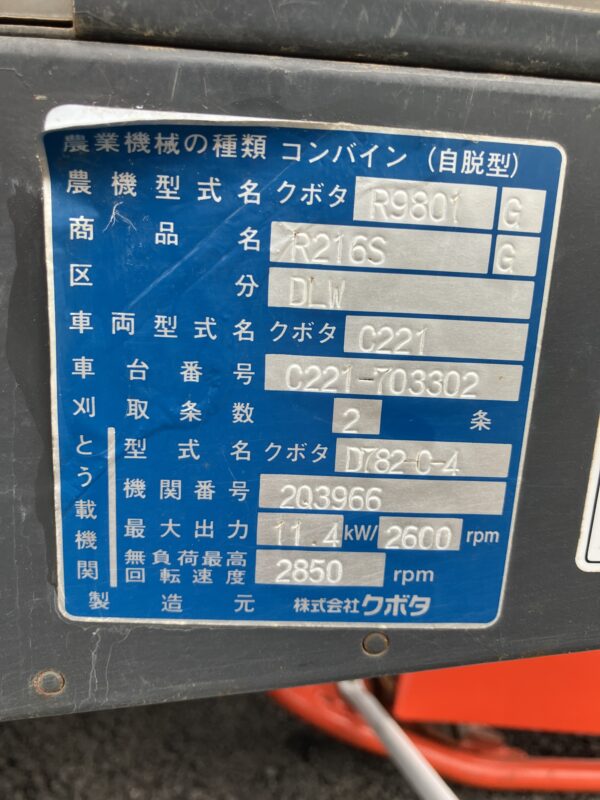 農業機械の種類 コンバイン (自脱型)
農機型式名 クボタ R9801 G
商品名 R216S G
区分 DLW
車両型式名 クボタ C221
車台番号 C221-703302
刈取条数 2 条
とう載機関
型式名 クボタ D782-C-4
機関番号 2Q3966
最大出力 11.4 kW/ 2600 rpm
無負荷最高回転速度 2850 rpm
製造元 株式会社クボタ